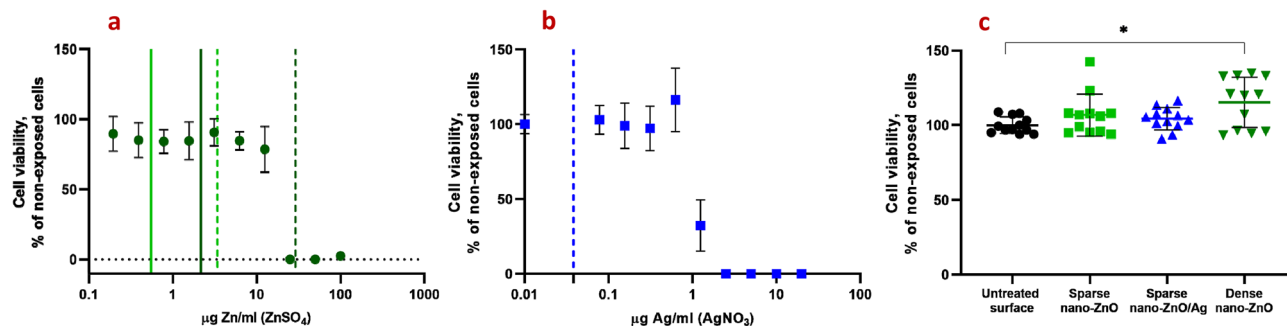 a
Cell viability,
% of non-exposed cells
150
100
50
0
0.1
1
10
100
1000
µg Zn/ml (ZnSO₄)
b
Cell viability,
% of non-exposed cells
150
100
50
0
0.01
0.1
1
10
100
µg Ag/ml (AgNO₃)
c
Cell viability,
% of non-exposed cells
150
100
50
0
*
Untreated
surface
Sparse
nano-ZnO
Sparse
nano-ZnO/Ag
Dense
nano-ZnO